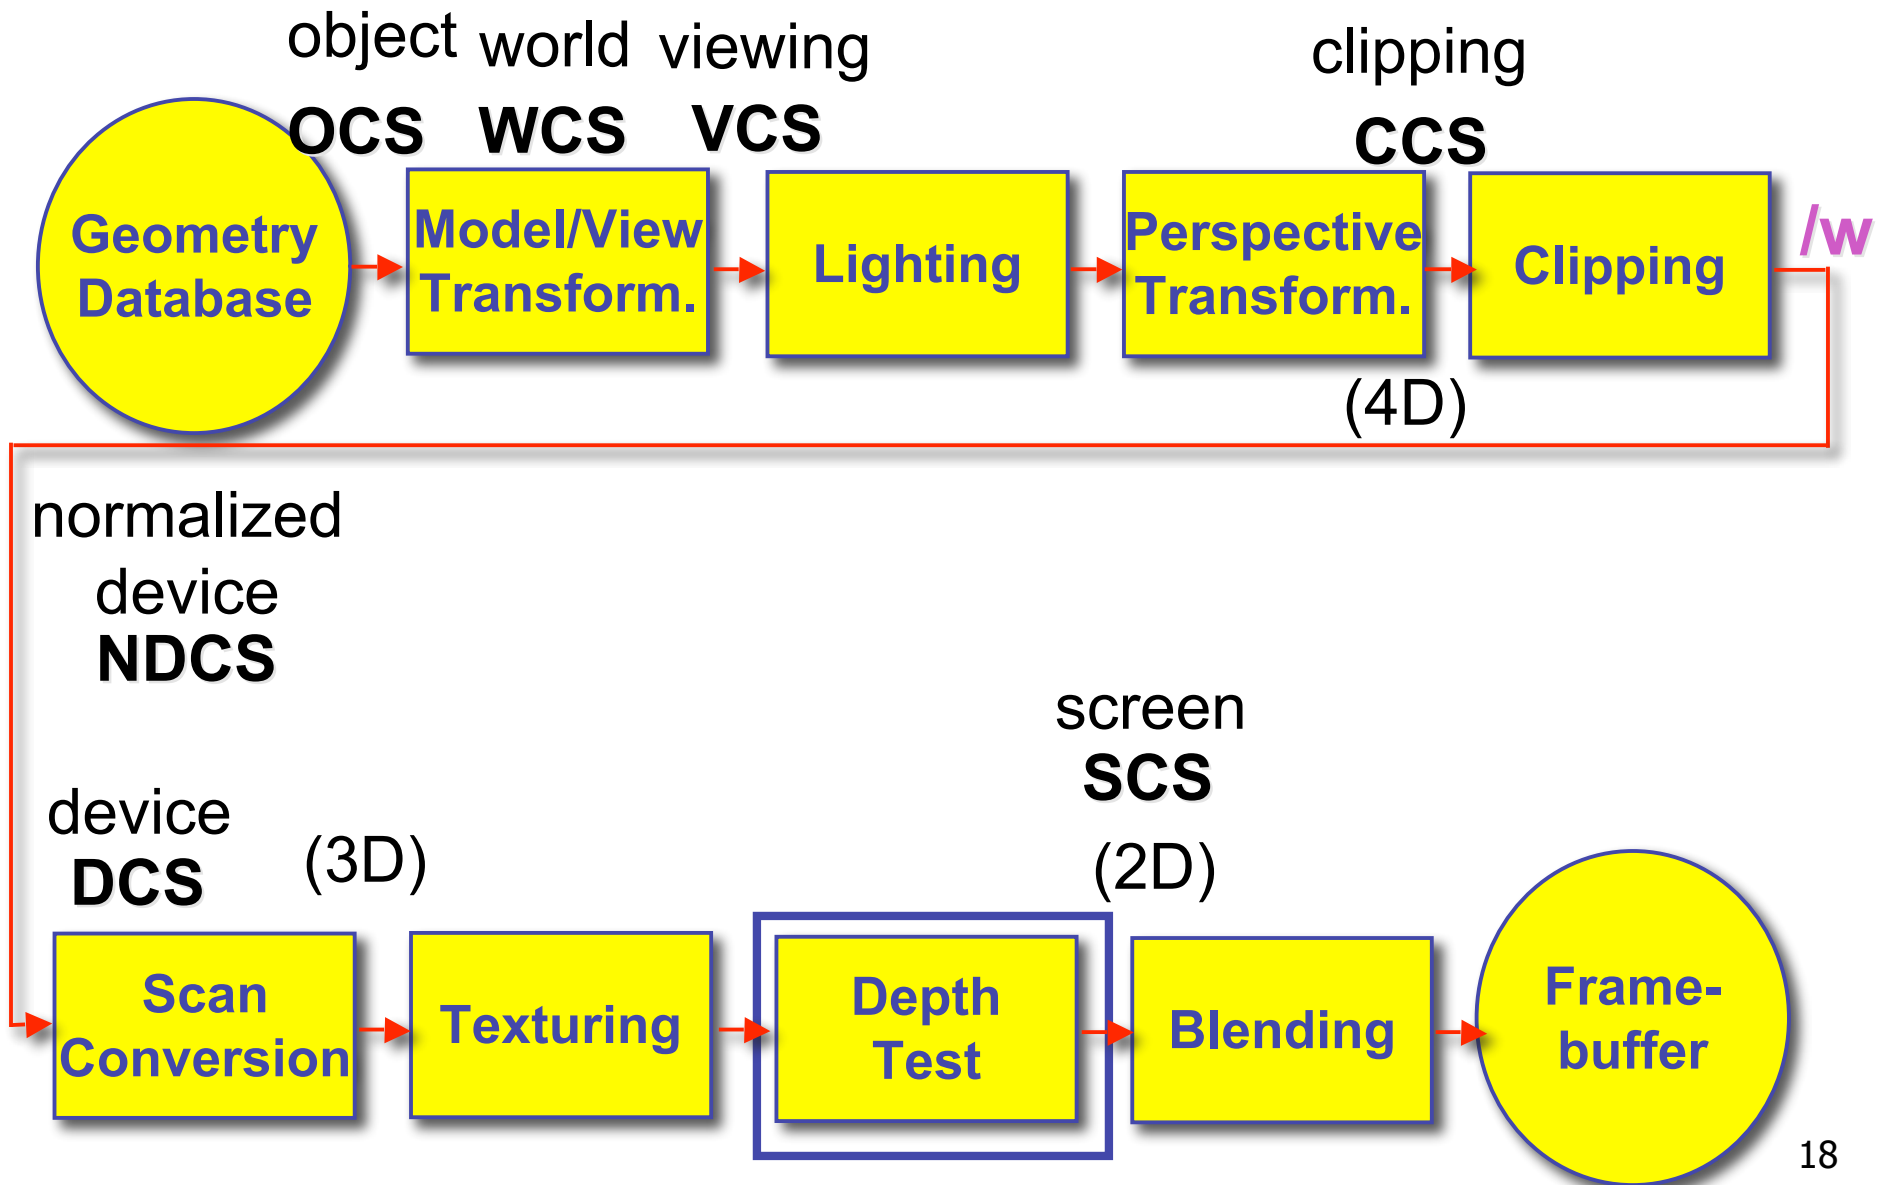 object world viewing clipping
OCS WCS VCS CCS
Geometry
Database
Model/View
Transform.
Lighting
Perspective
Transform.
Clipping
/w
(4D)
normalized
device
NDCS
screen
SCS
device
DCS
(3D)
(2D)
Scan
Conversion
Texturing
Depth
Test
Blending
Frame-
buffer
18